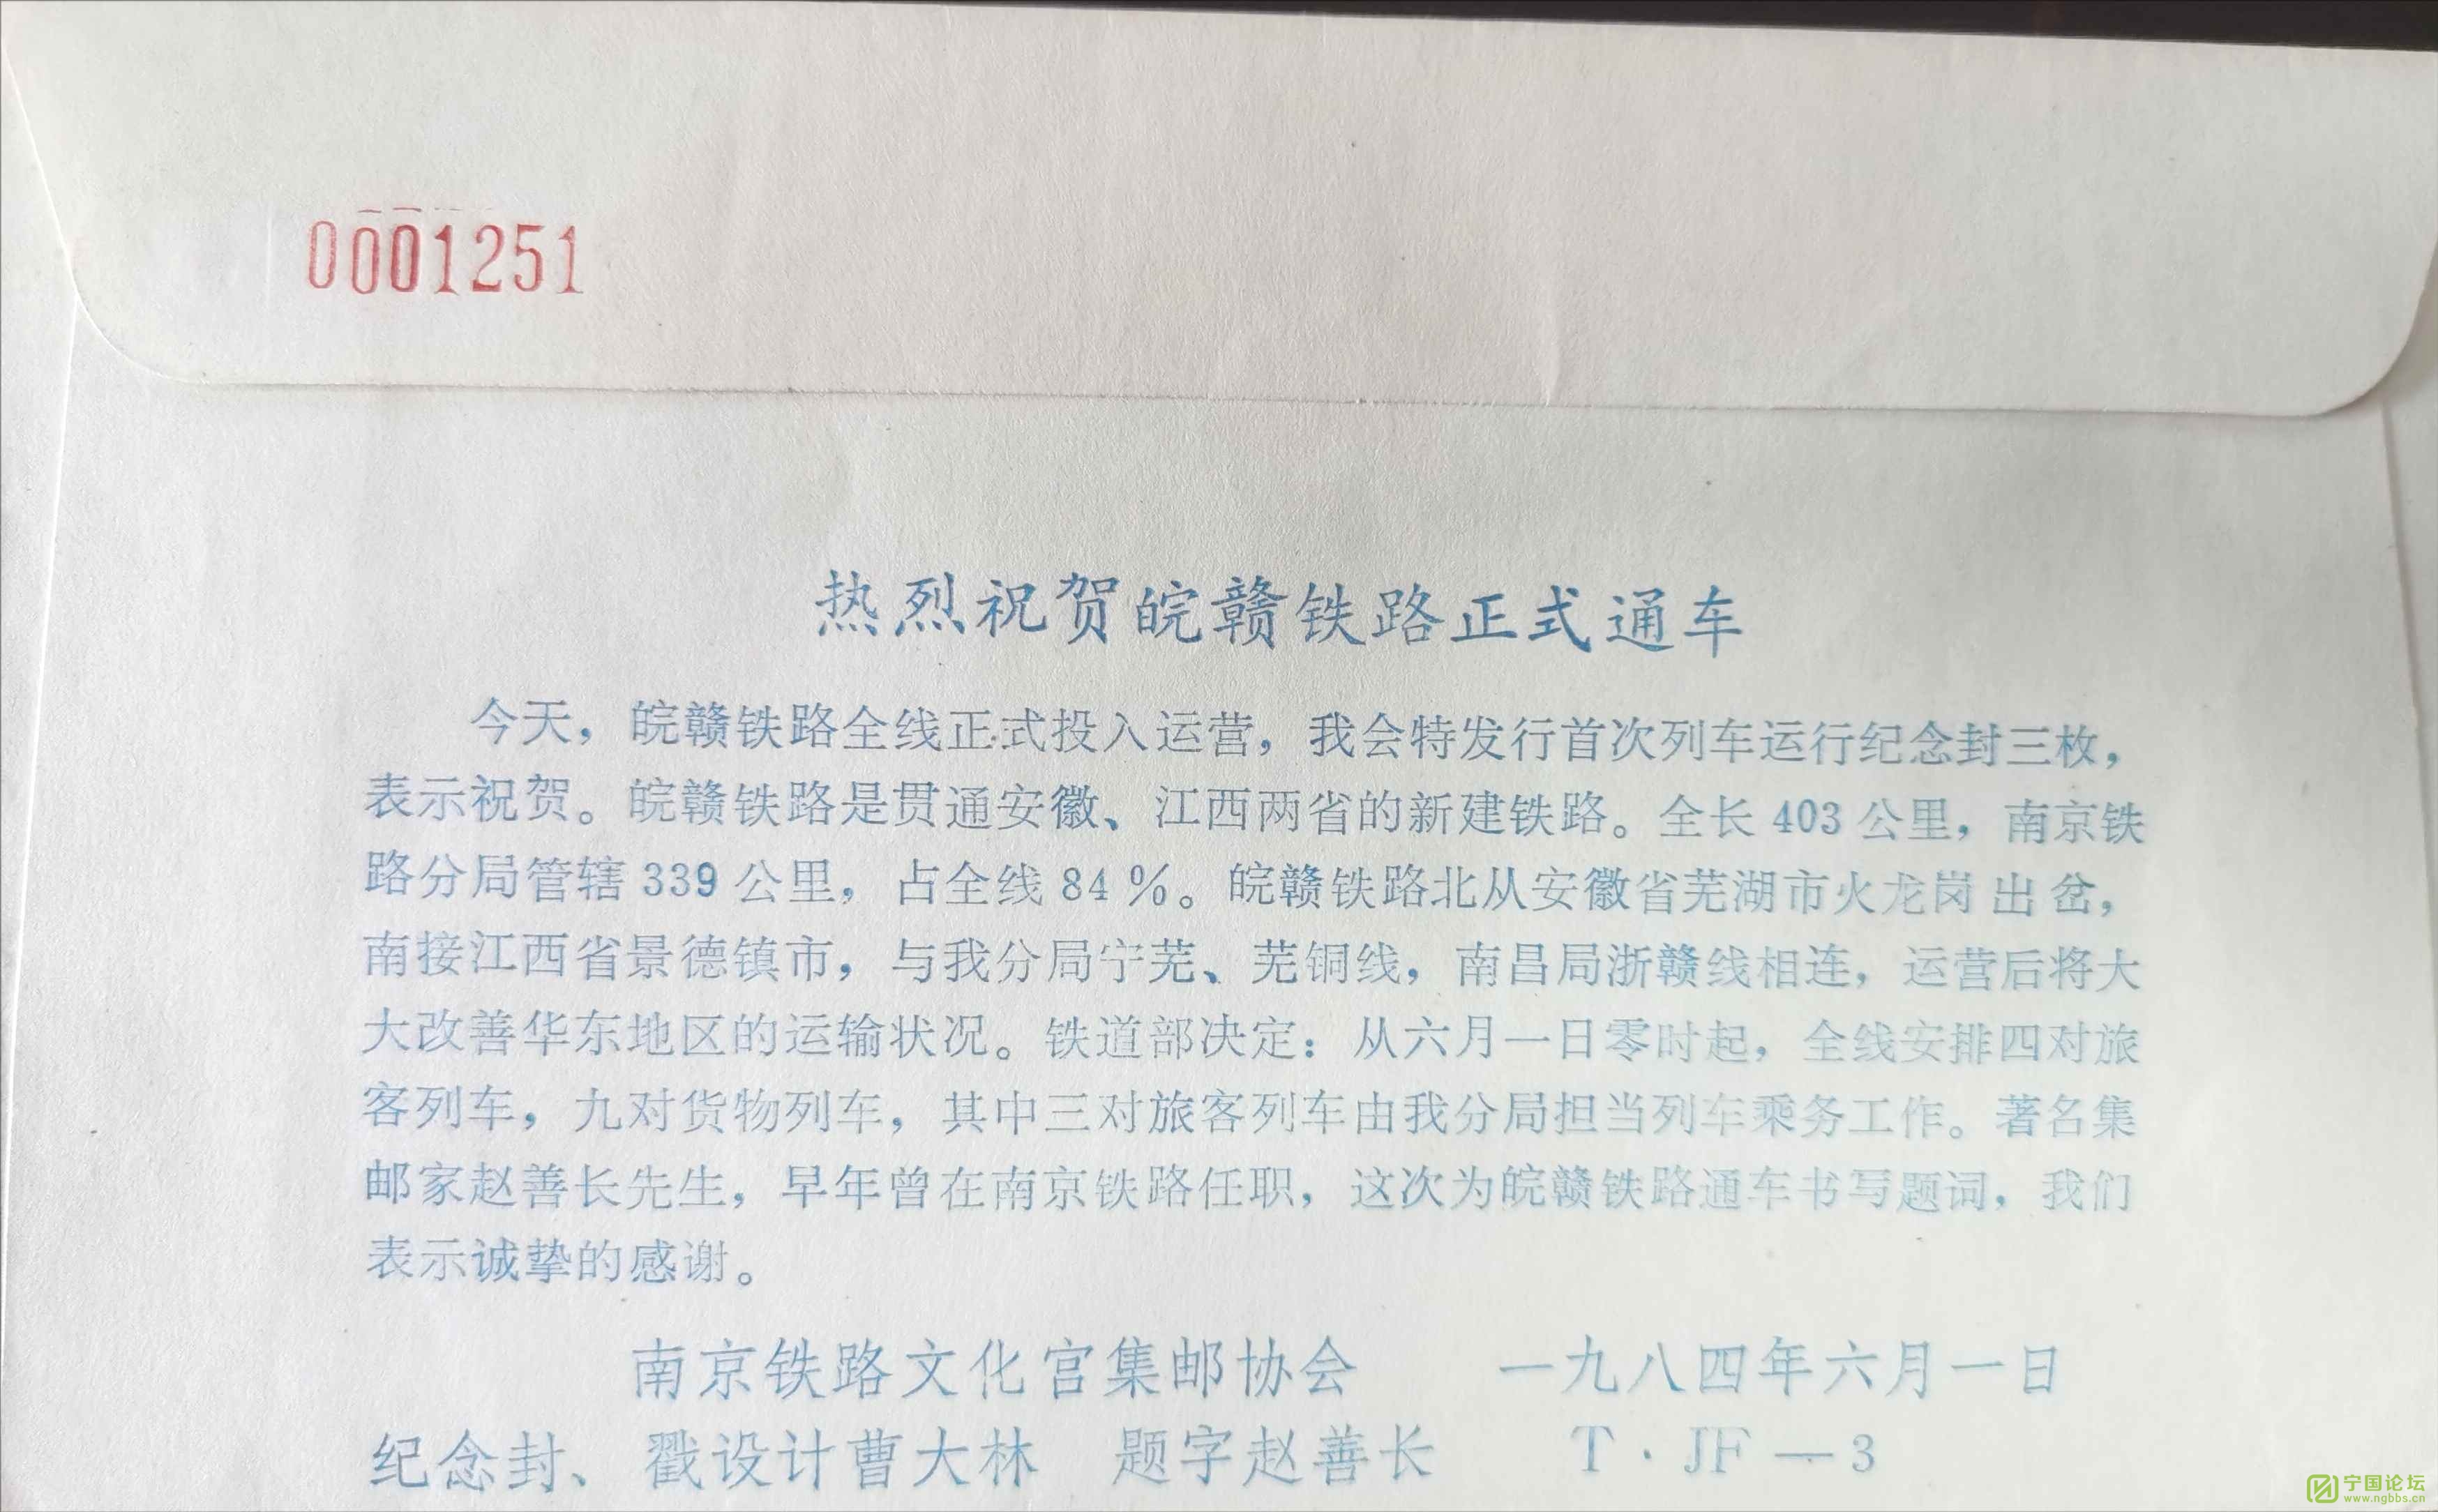 0001251
热烈祝贺皖赣铁路正式通车
今天，皖赣铁路全线正式投入运营，我会特发行首次列车运行纪念封三枚，
表示祝贺。皖赣铁路是贯通安徽、江西两省的新建铁路。全长403公里，南京铁
路分局管辖339公里，占全线84%。皖赣铁路北从安徽省芜湖市火龙岗出岔，
南接江西省景德镇市，与我分局宁芜、芜铜线，南昌局浙赣线相连，运营后将大
大改善华东地区的运输状况。铁道部决定：从六月一日零时起，全线安排四对旅
客列车，九对货物列车，其中三对旅客列车由我分局担当列车乘务工作。著名集
邮家赵善长先生，早年曾在南京铁路任职，这次为皖赣铁路通车书写题词，我们
表示诚挚的感谢。
南京铁路文化宫集邮协会 一九八四年六月一日
纪念封、戳设计曹大林 题字赵善长 T·JF—3
宁国论坛
www.ngbbs.cn